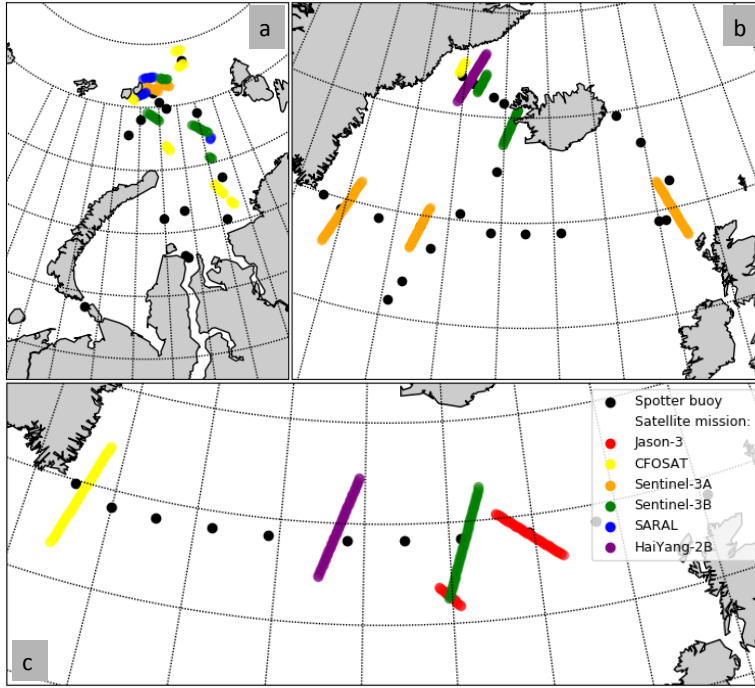 a
b
Spotter buoy
Satellite mission:
Jason-3
CFOSAT
Sentinel-3A
Sentinel-3B
SARAL
HaiYang-2B
c